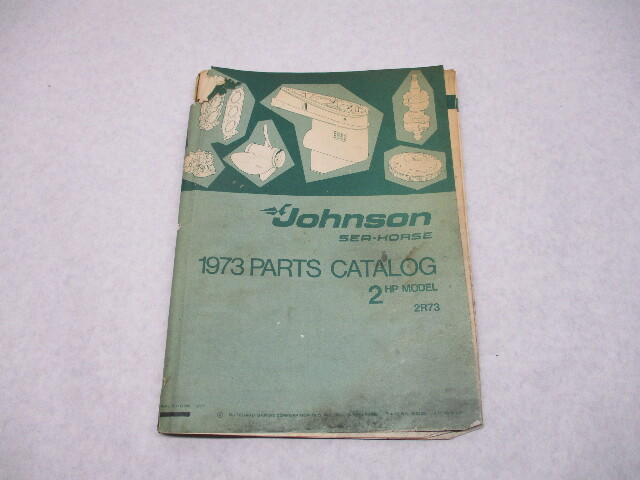 Johnson
SEA-HORSE
1973 PARTS CATALOG
2 HP MODEL
2R73